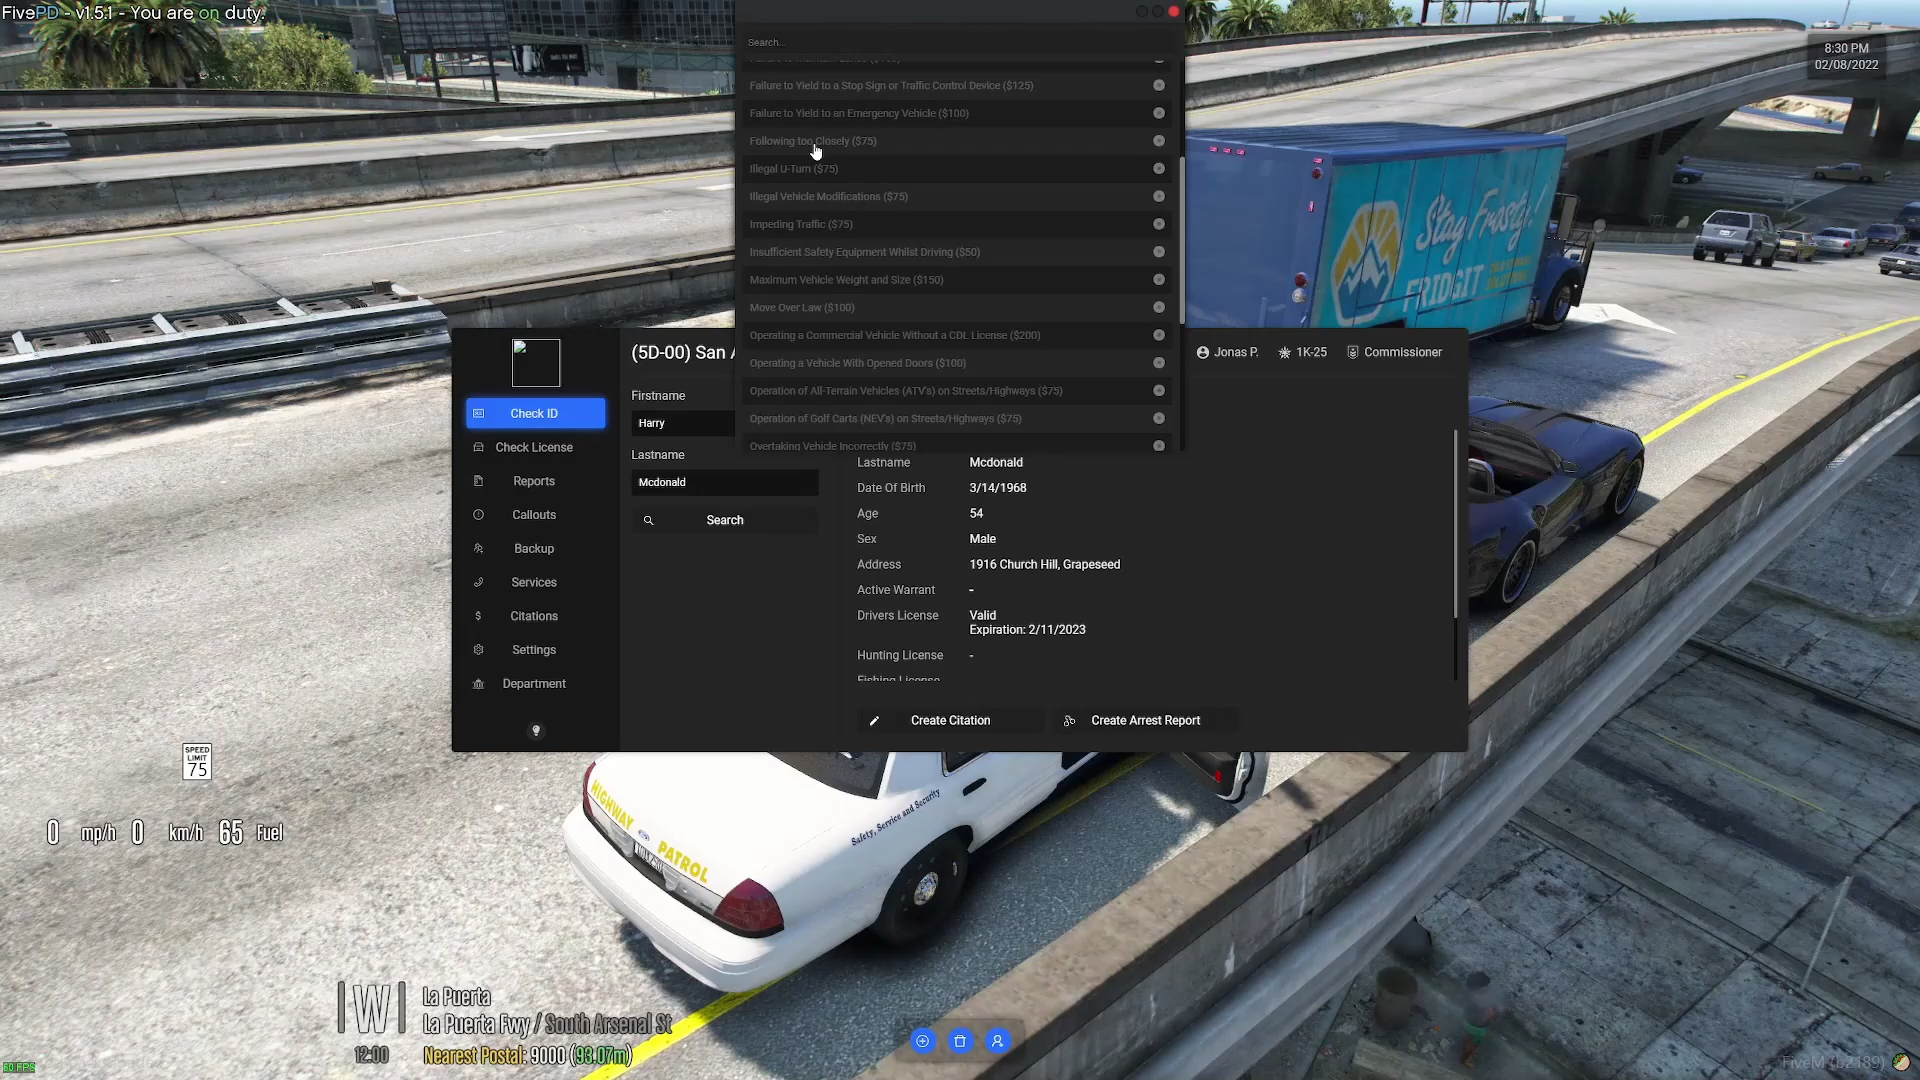 FivePD - v1.5.1 - You are on duty.
8:30 PM
02/08/2022
Search...
Failure to Yield to a Stop Sign or Traffic Control Device ($125)
Failure to Yield to an Emergency Vehicle ($100)
Following too Closely ($75)
Illegal U-Turn ($75)
Illegal Vehicle Modifications ($75)
Impeding Traffic ($75)
Insufficient Safety Equipment Whilst Driving ($50)
Maximum Vehicle Weight and Size ($150)
Move Over Law ($100)
Operating a Commercial Vehicle Without a CDL License ($200)
Operating a Vehicle With Opened Doors ($100)
Operation of All-Terrain Vehicles (ATV's) on Streets/Highways ($75)
Operation of Golf Carts (NEV's) on Streets/Highways ($75)
Overtaking Vehicle Incorrectly ($75)
Stay Frosty!
FRIDGIT
(5D-00) San
Jonas P.
1K-25
Commissioner
Check ID
Check License
Reports
Callouts
Backup
Services
Citations
Settings
Department
Firstname
Harry
Lastname
Mcdonald
Search
Lastname Mcdonald
Date Of Birth 3/14/1968
Age 54
Sex Male
Address 1916 Church Hill, Grapeseed
Active Warrant -
Drivers License Valid
Expiration: 2/11/2023
Hunting License -
Fishing License
Create Citation
Create Arrest Report
SPEED
LIMIT
75
0 mp/h 0 km/h 65 Fuel
HIGHWAY PATROL
Safety, Service and Security
|W|
La Puerta
La Puerta Fwy / South Arsenal St
12:00
Nearest Postal: 9000 (93.07m)
60 FPS
FiveM (b2189)